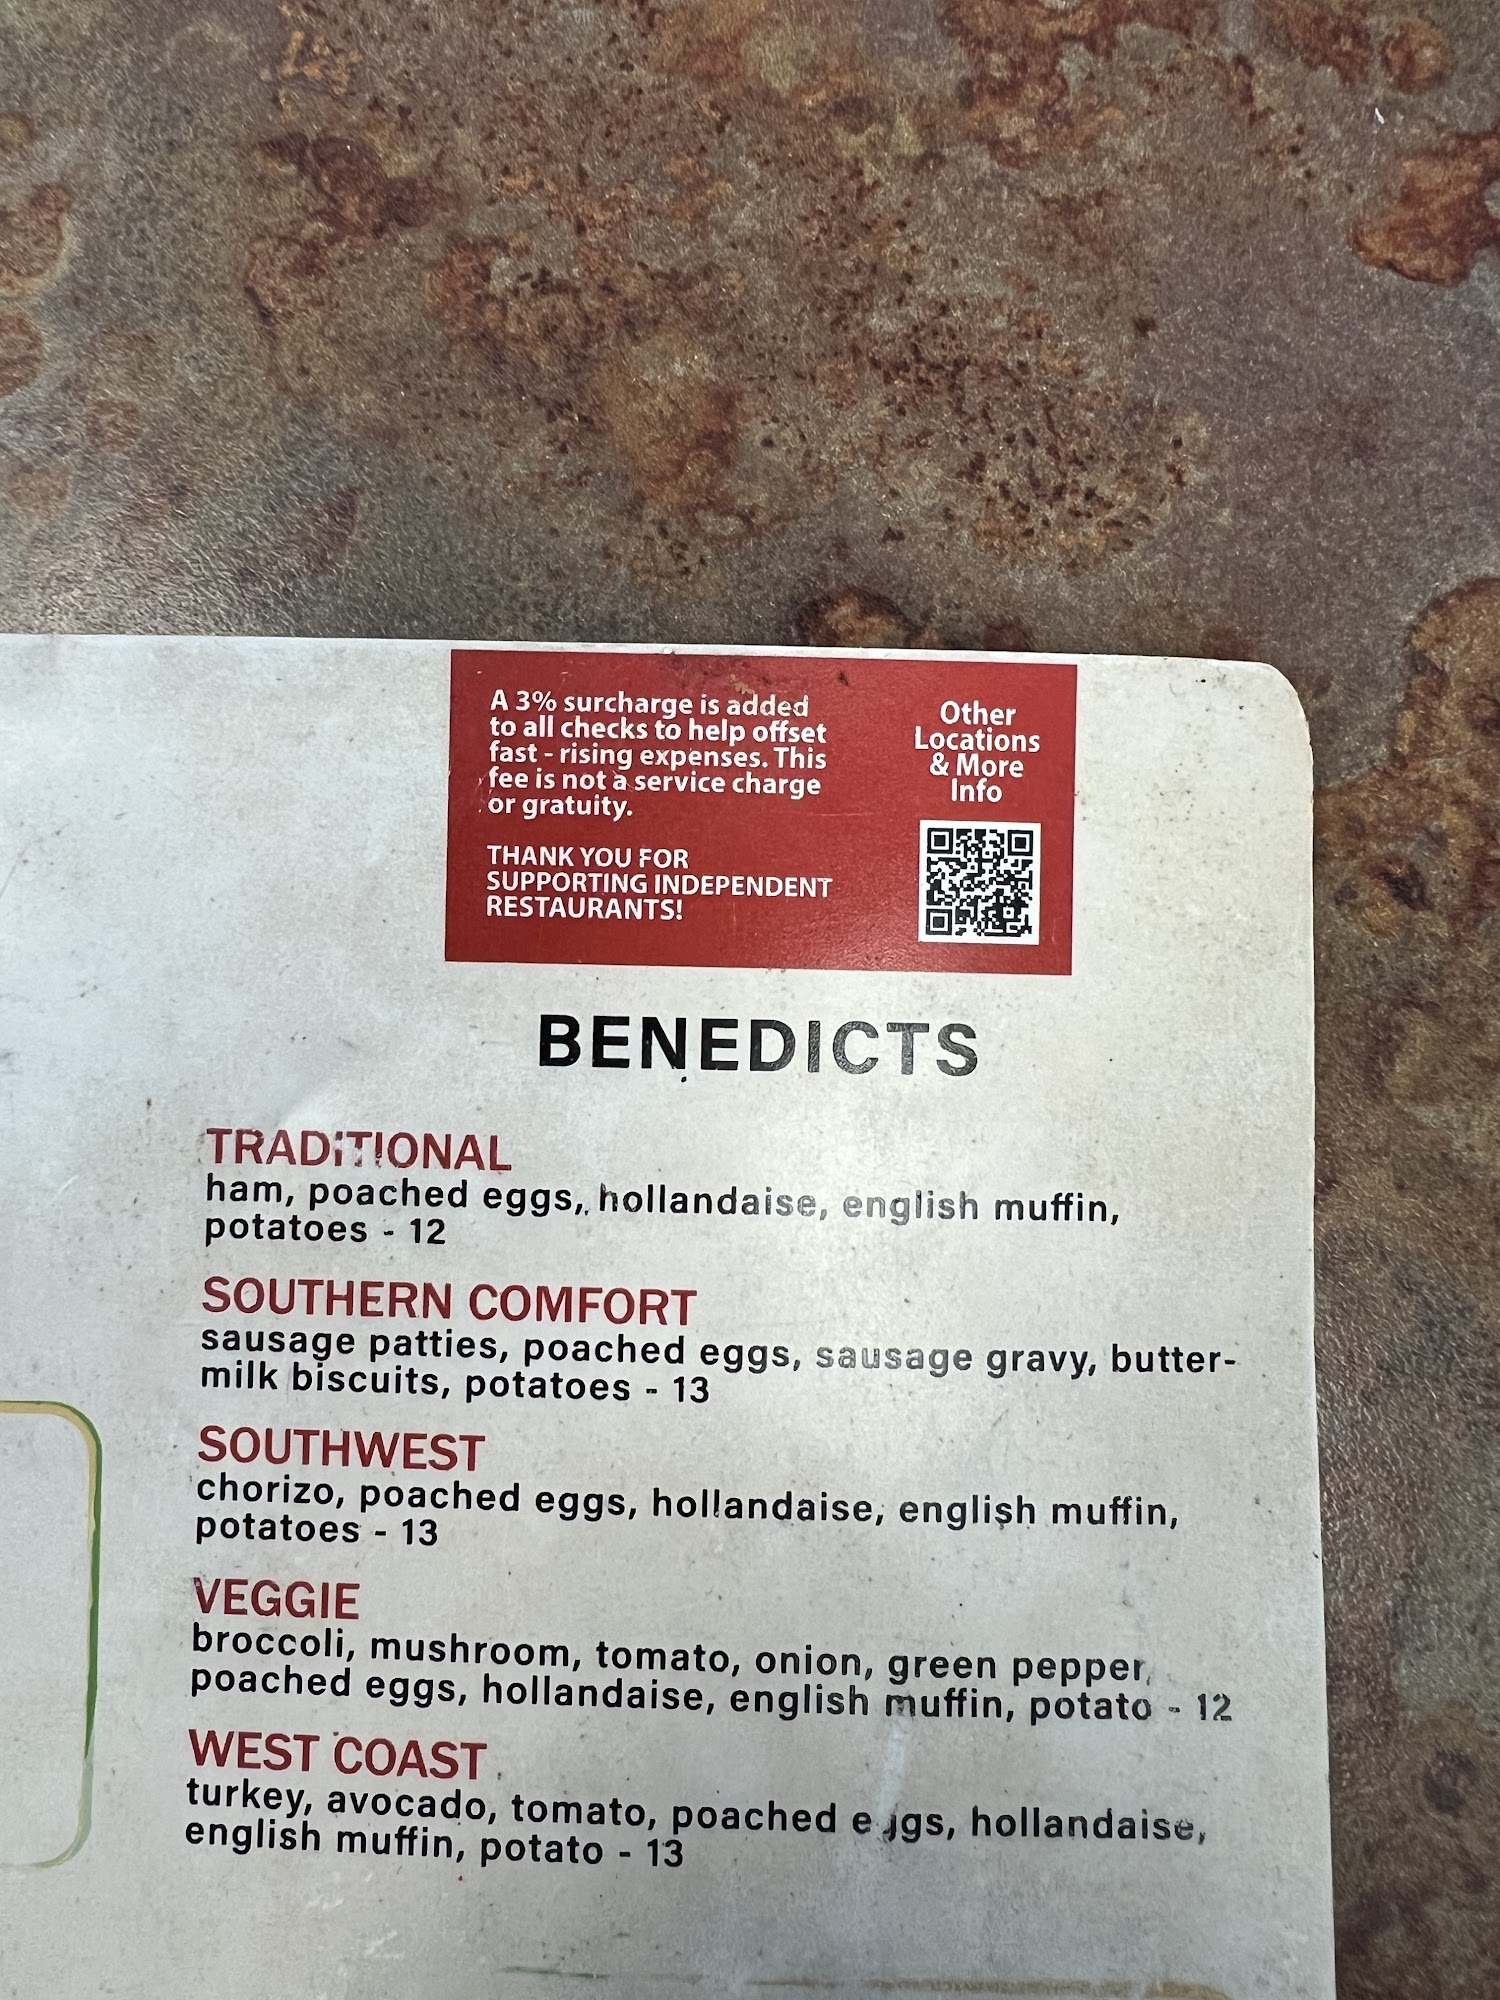 A 3% surcharge is added
to all checks to help offset
fast - rising expenses. This
fee is not a service charge
or gratuity.
THANK YOU FOR
SUPPORTING INDEPENDENT
RESTAURANTS!
Other
Locations
& More
Info
BENEDICTS
TRADITIONAL
ham, poached eggs, hollandaise, english muffin,
potatoes - 12
SOUTHERN COMFORT
sausage patties, poached eggs, sausage gravy, butter-
milk biscuits, potatoes - 13
SOUTHWEST
chorizo, poached eggs, hollandaise, english muffin,
potatoes - 13
VEGGIE
broccoli, mushroom, tomato, onion, green pepper,
poached eggs, hollandaise, english muffin, potato - 12
WEST COAST
turkey, avocado, tomato, poached eggs, hollandaise,
english muffin, potato - 13